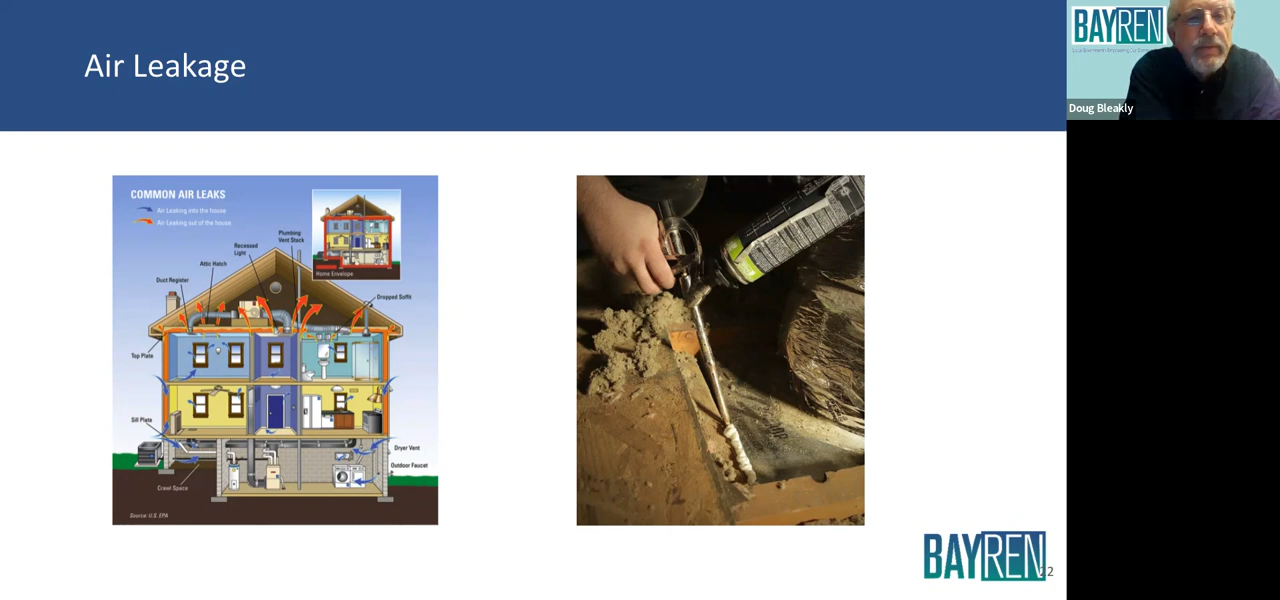 Air Leakage
COMMON AIR LEAKS
Air Leaking into the house
Air Leaking out of the house
Home Envelope
Plumbing
Vent Stack
Recessed
Light
Attic Hatch
Duct Register
Dropped Soffit
Top Plate
Sill Plate
Dryer Vent
Outdoor Faucet
Crawl Space
Source: U.S. EPA
BAYREN
22
BAYREN
Doug Bleakly